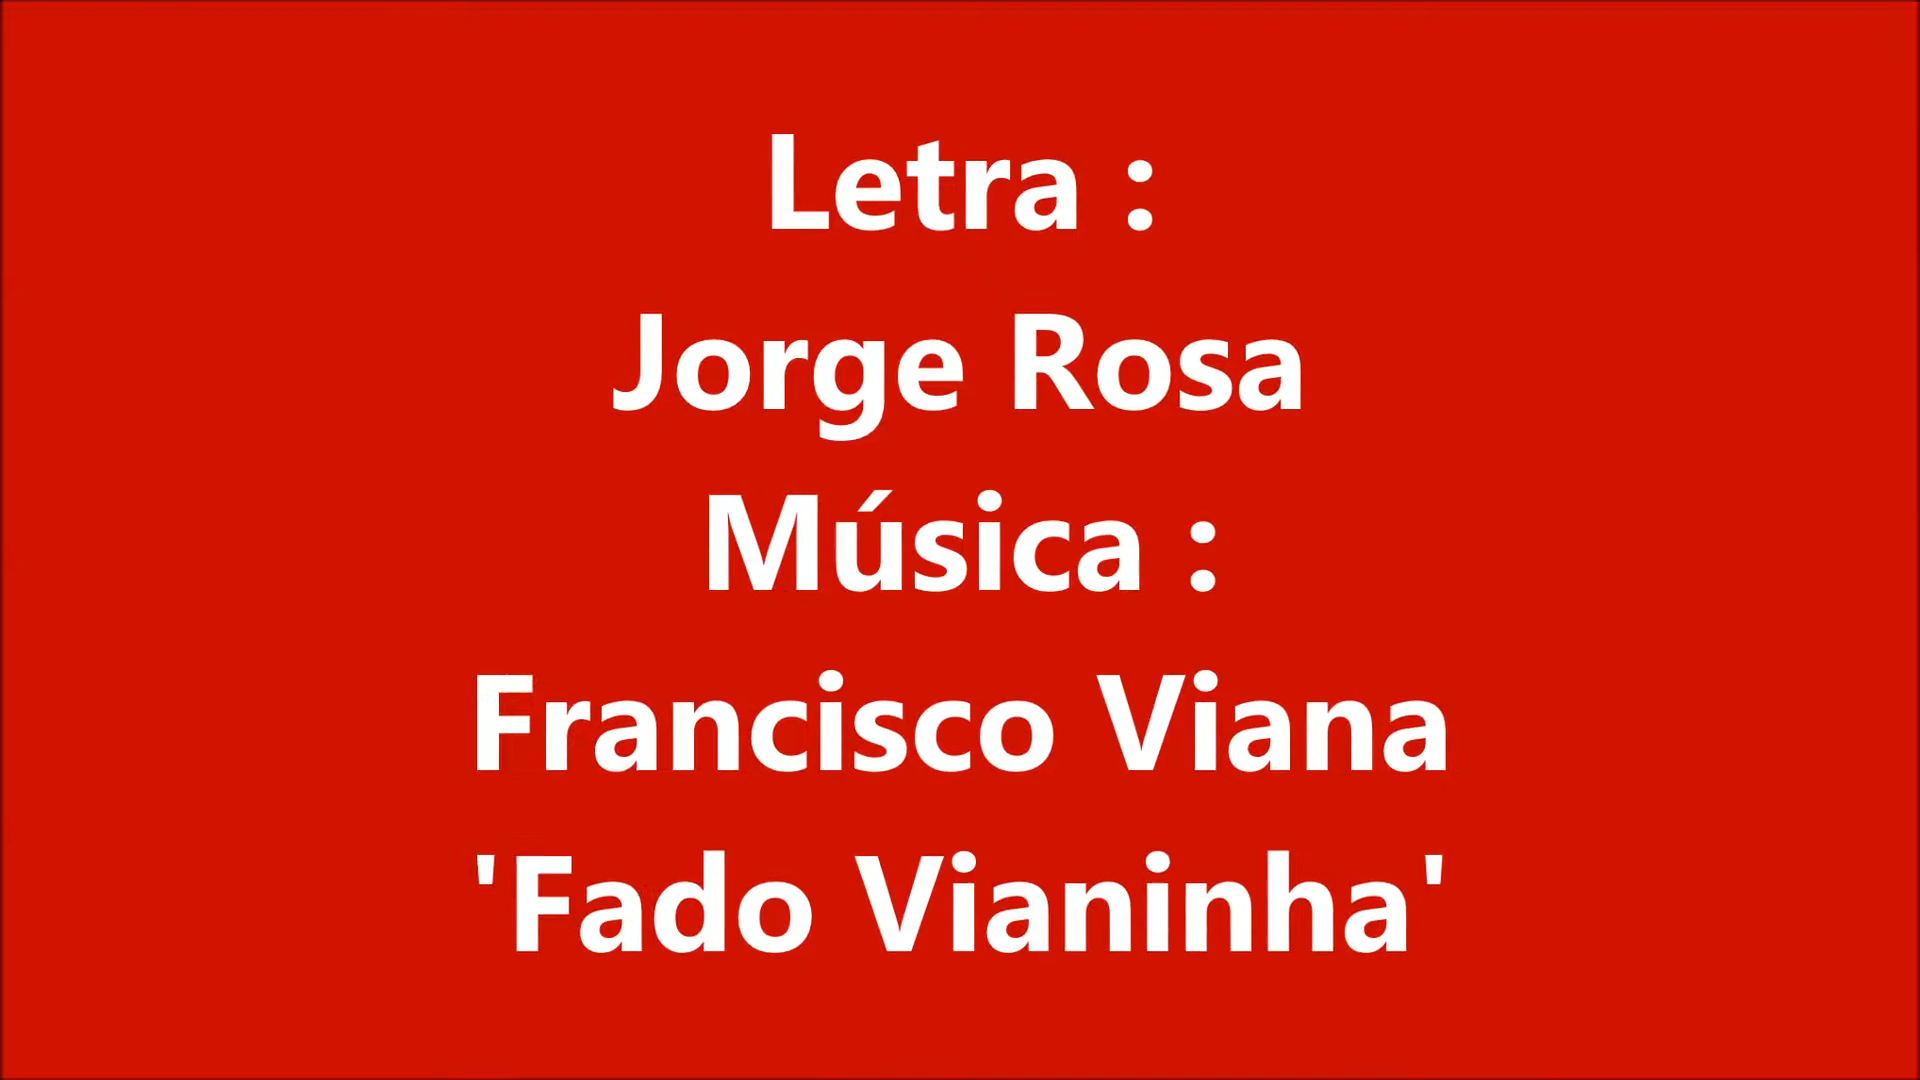 Letra :
Jorge Rosa
Música :
Francisco Viana
'Fado Vianinha'